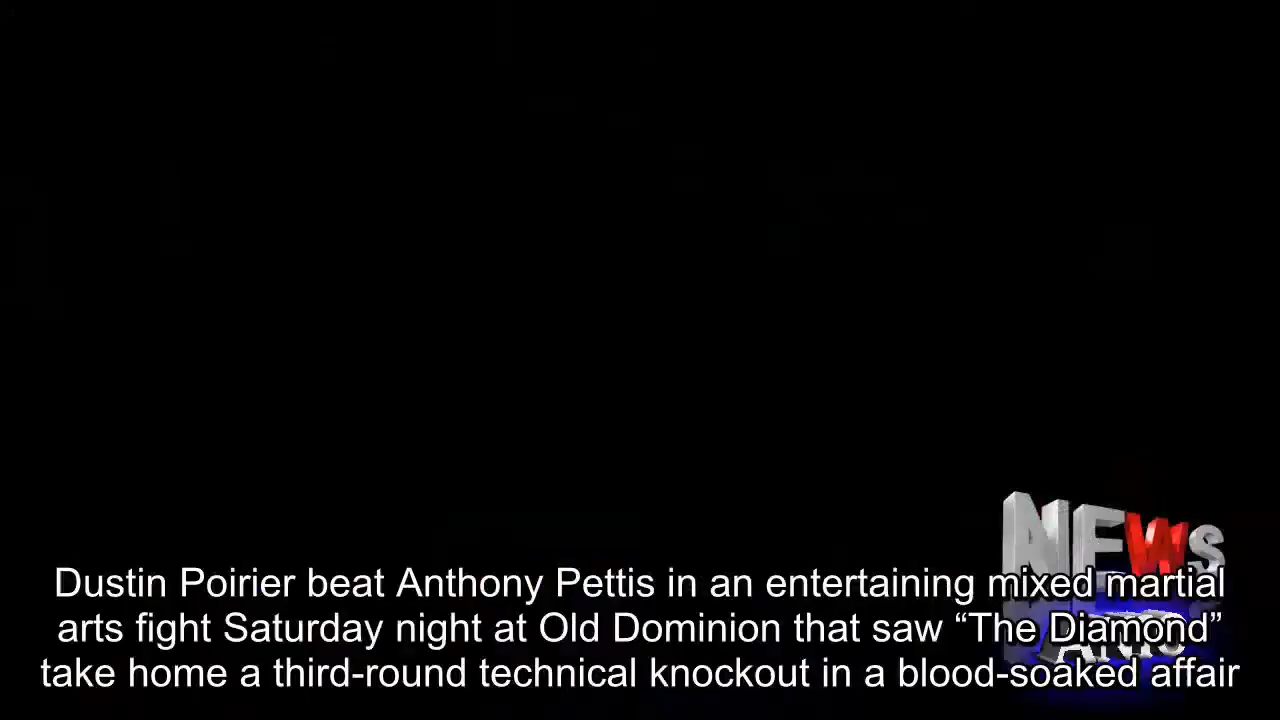 NEWS
Dustin Poirier beat Anthony Pettis in an entertaining mixed martial
arts fight Saturday night at Old Dominion that saw “The Diamond”
take home a third-round technical knockout in a blood-soaked affair